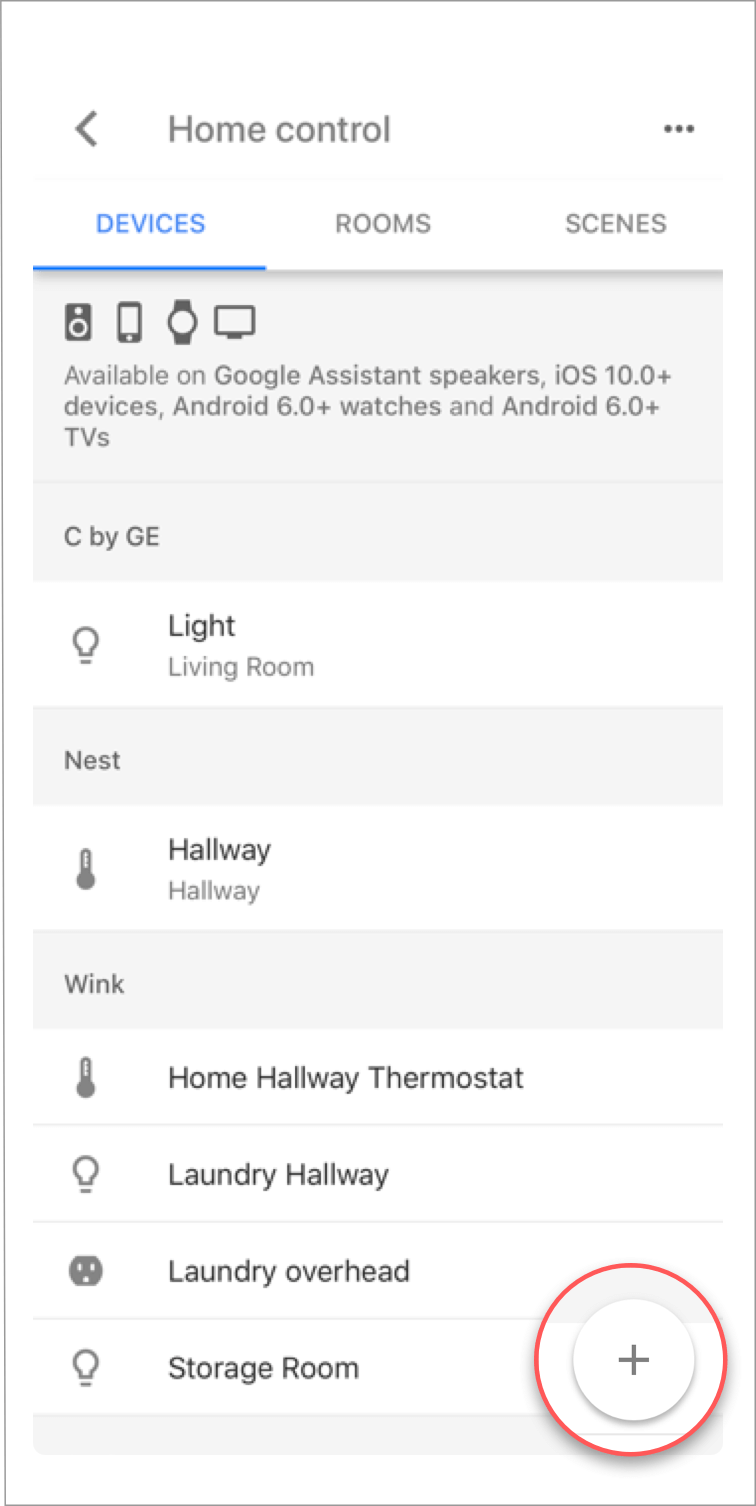 Home control
DEVICES
ROOMS
SCENES
Available on Google Assistant speakers, iOS 10.0+
devices, Android 6.0+ watches and Android 6.0+
TVs
C by GE
Light
Living Room
Nest
Hallway
Hallway
Wink
Home Hallway Thermostat
Laundry Hallway
Laundry overhead
Storage Room